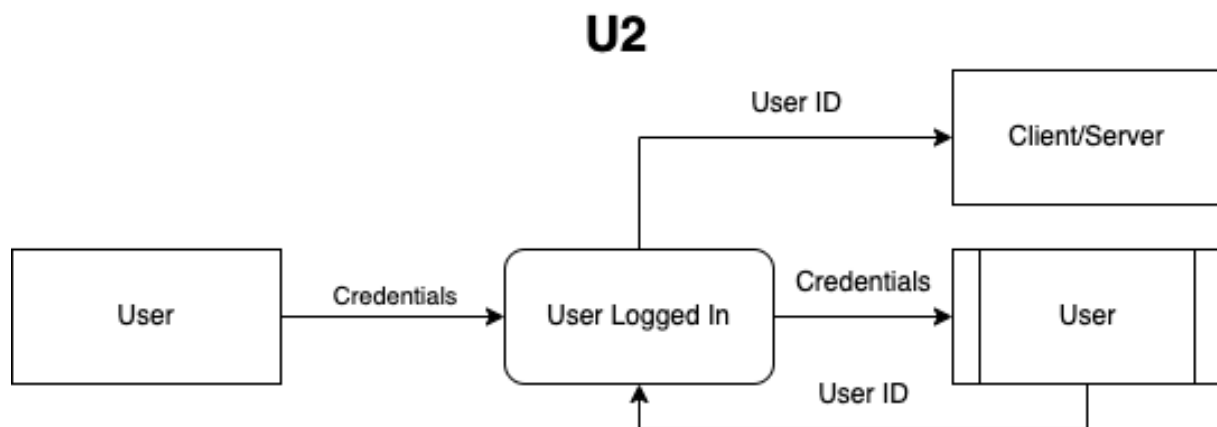 U2
User ID
Client/Server
User
Credentials
User Logged In
Credentials
User
User ID